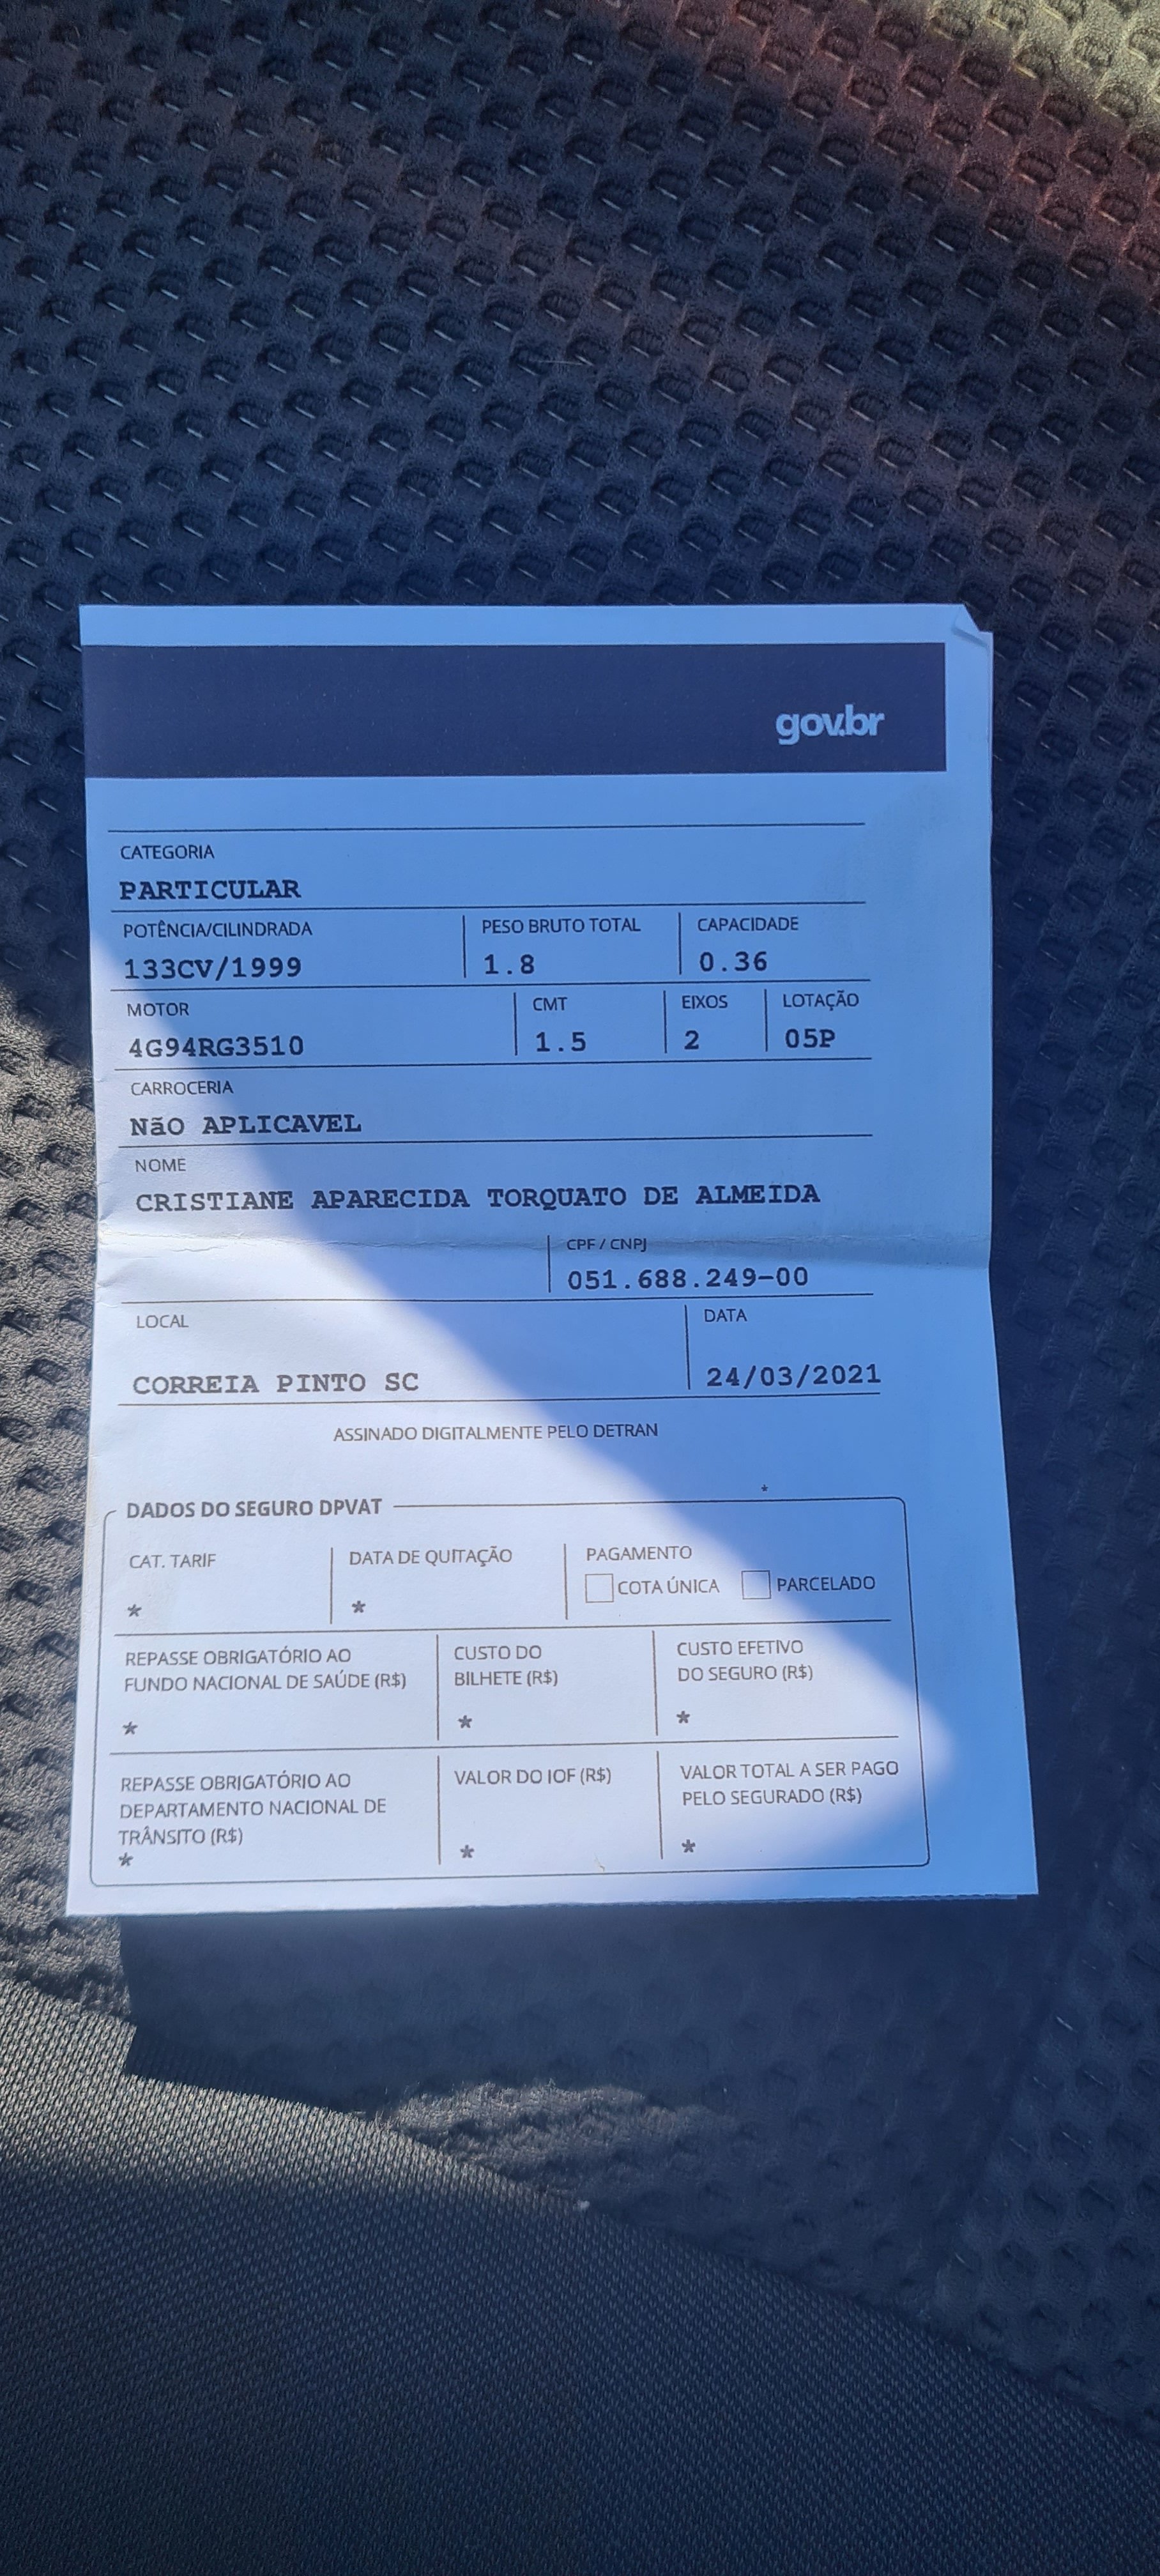 gov.br
CATEGORIA
PARTICULAR
POTÊNCIA/CILINDRADA PESO BRUTO TOTAL CAPACIDADE
133CV/1999 1.8 0.36
MOTOR CMT EIXOS LOTAÇÃO
4G94RG3510 1.5 2 05P
CARROCERIA
NãO APLICAVEL
NOME
CRISTIANE APARECIDA TORQUATO DE ALMEIDA
CPF / CNPJ
051.688.249-00
LOCAL DATA
CORREIA PINTO SC 24/03/2021
ASSINADO DIGITALMENTE PELO DETRAN
*
DADOS DO SEGURO DPVAT
CAT. TARIF DATA DE QUITAÇÃO PAGAMENTO
* * COTA ÚNICA PARCELADO
REPASSE OBRIGATÓRIO AO CUSTO DO CUSTO EFETIVO
FUNDO NACIONAL DE SAÚDE (R$) BILHETE (R$) DO SEGURO (R$)
* * *
REPASSE OBRIGATÓRIO AO VALOR DO IOF (R$) VALOR TOTAL A SER PAGO
DEPARTAMENTO NACIONAL DE PELO SEGURADO (R$)
TRÂNSITO (R$)
* * *